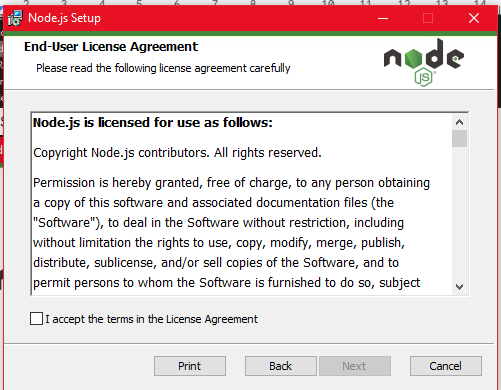 Node.js Setup
End-User License Agreement
Please read the following license agreement carefully
node
JS
Node.js is licensed for use as follows:
Copyright Node.js contributors. All rights reserved.
Permission is hereby granted, free of charge, to any person obtaining
a copy of this software and associated documentation files (the
"Software"), to deal in the Software without restriction, including
without limitation the rights to use, copy, modify, merge, publish,
distribute, sublicense, and/or sell copies of the Software, and to
permit persons to whom the Software is furnished to do so, subject
I accept the terms in the License Agreement
Print
Back
Next
Cancel